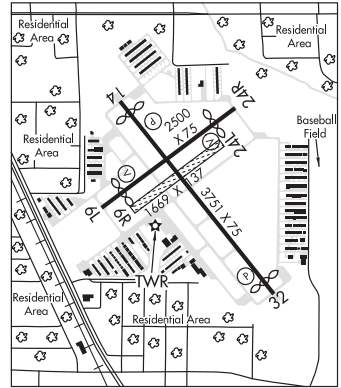 Residential
Area
Residential
Area
14
24R
P
2500
X 75
Baseball
Field
24L
Residential
Area
V
6L
6R
1669 X 137
3751 X 75
TWR
P
32
Residential
Area
Residential Area